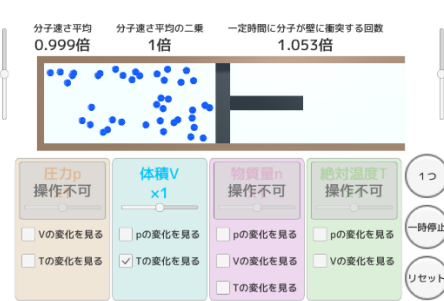 分子速さ平均 分子速さ平均の二乗 一定時間に分子が壁に衝突する回数
0.999倍 1倍 1.053倍
圧力p 体積V 物質量n 絶対温度T
操作不可 ×1 操作不可 操作不可
1つ
Vの変化を見る pの変化を見る pの変化を見る pの変化を見る
一時停止
Tの変化を見る Tの変化を見る Vの変化を見る Vの変化を見る
リセット
Tの変化を見る